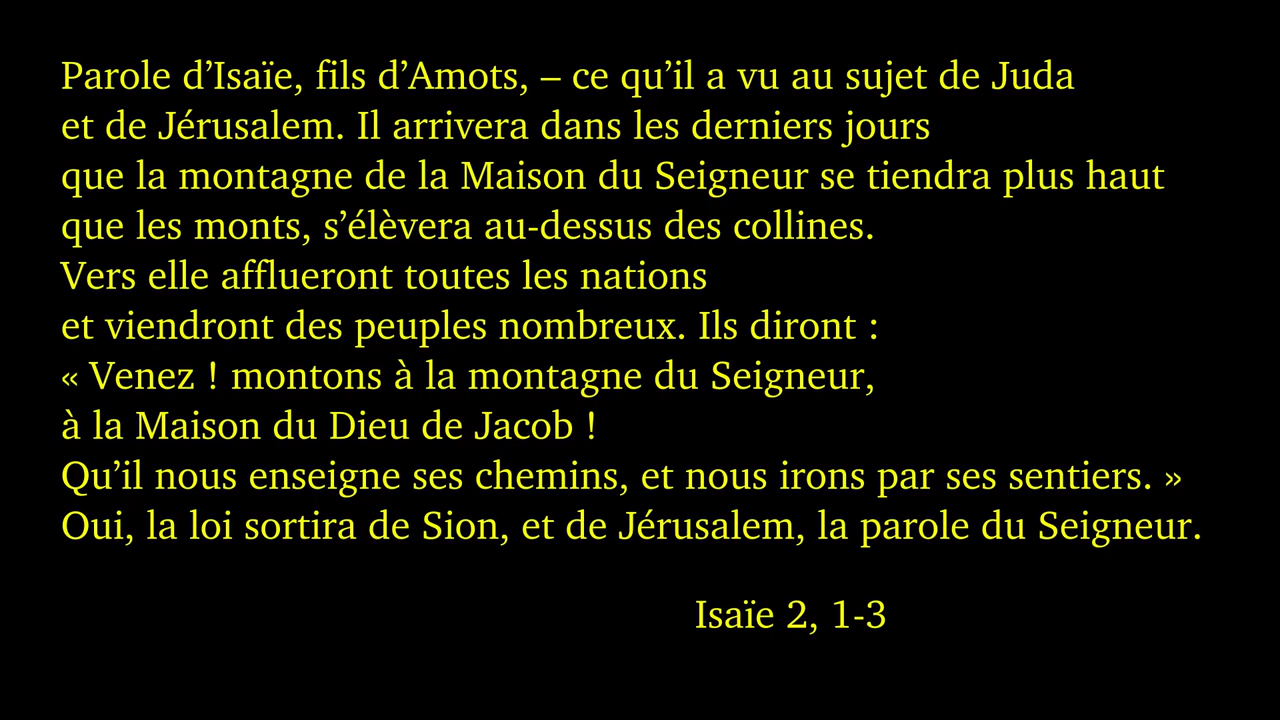 Parole d’Isaïe, fils d’Amots, – ce qu’il a vu au sujet de Juda
et de Jérusalem. Il arrivera dans les derniers jours
que la montagne de la Maison du Seigneur se tiendra plus haut
que les monts, s’élèvera au-dessus des collines.
Vers elle afflueront toutes les nations
et viendront des peuples nombreux. Ils diront :
« Venez ! montons à la montagne du Seigneur,
à la Maison du Dieu de Jacob !
Qu’il nous enseigne ses chemins, et nous irons par ses sentiers. »
Oui, la loi sortira de Sion, et de Jérusalem, la parole du Seigneur.
Isaïe 2, 1-3